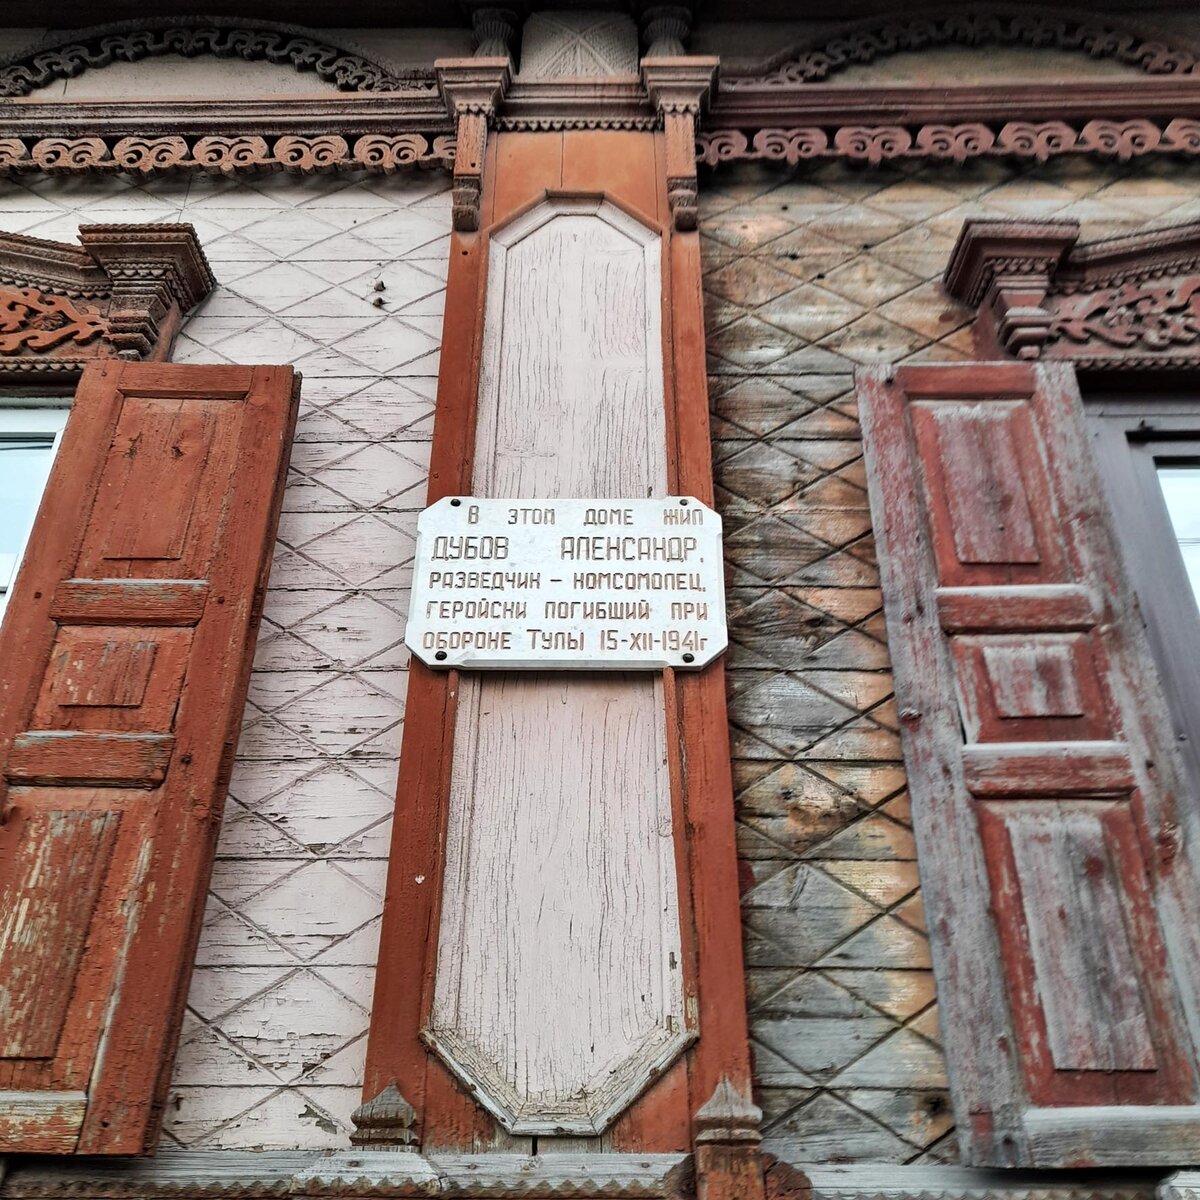 В ЭТОМ ДОМЕ ЖИЛ
ДУБОВ АЛЕКСАНДР,
РАЗВЕДЧИК – КОМСОМОЛЕЦ,
ГЕРОЙСКИ ПОГИБШИЙ ПРИ
ОБОРОНЕ ТУЛЫ 15-XII-1941г